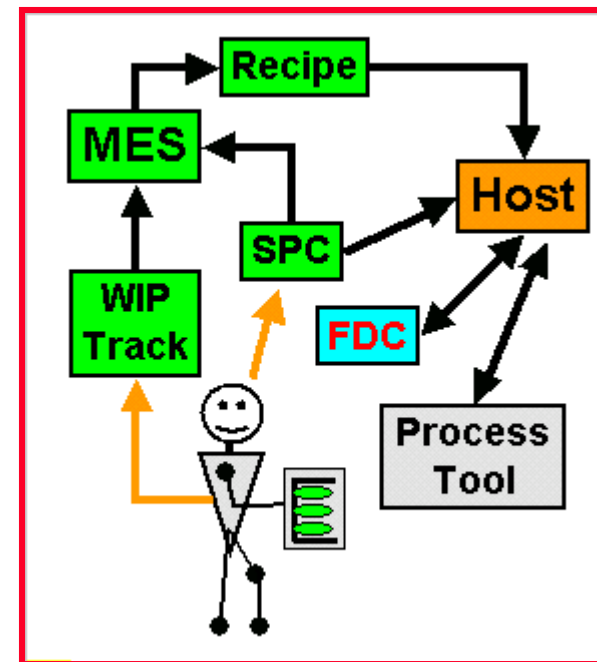 Recipe
MES
Host
SPC
WIP
Track
FDC
Process
Tool